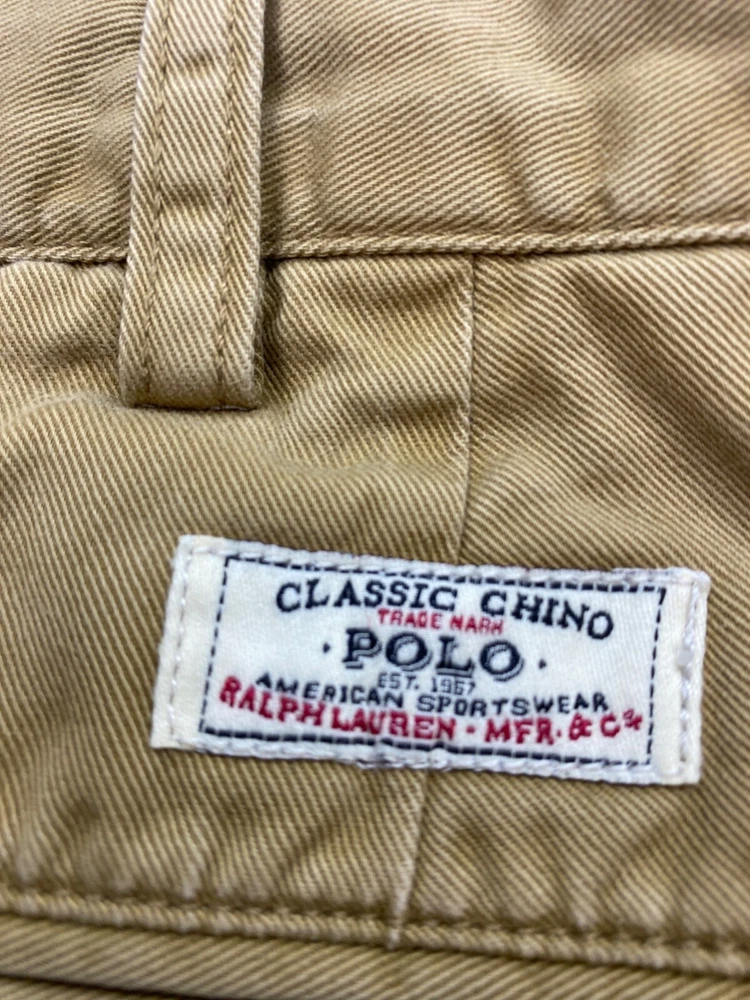 CLASSIC CHINO
TRADE MARK
· POLO ·
EST. 1967
AMERICAN SPORTSWEAR
RALPH LAUREN · MFR. & Co.